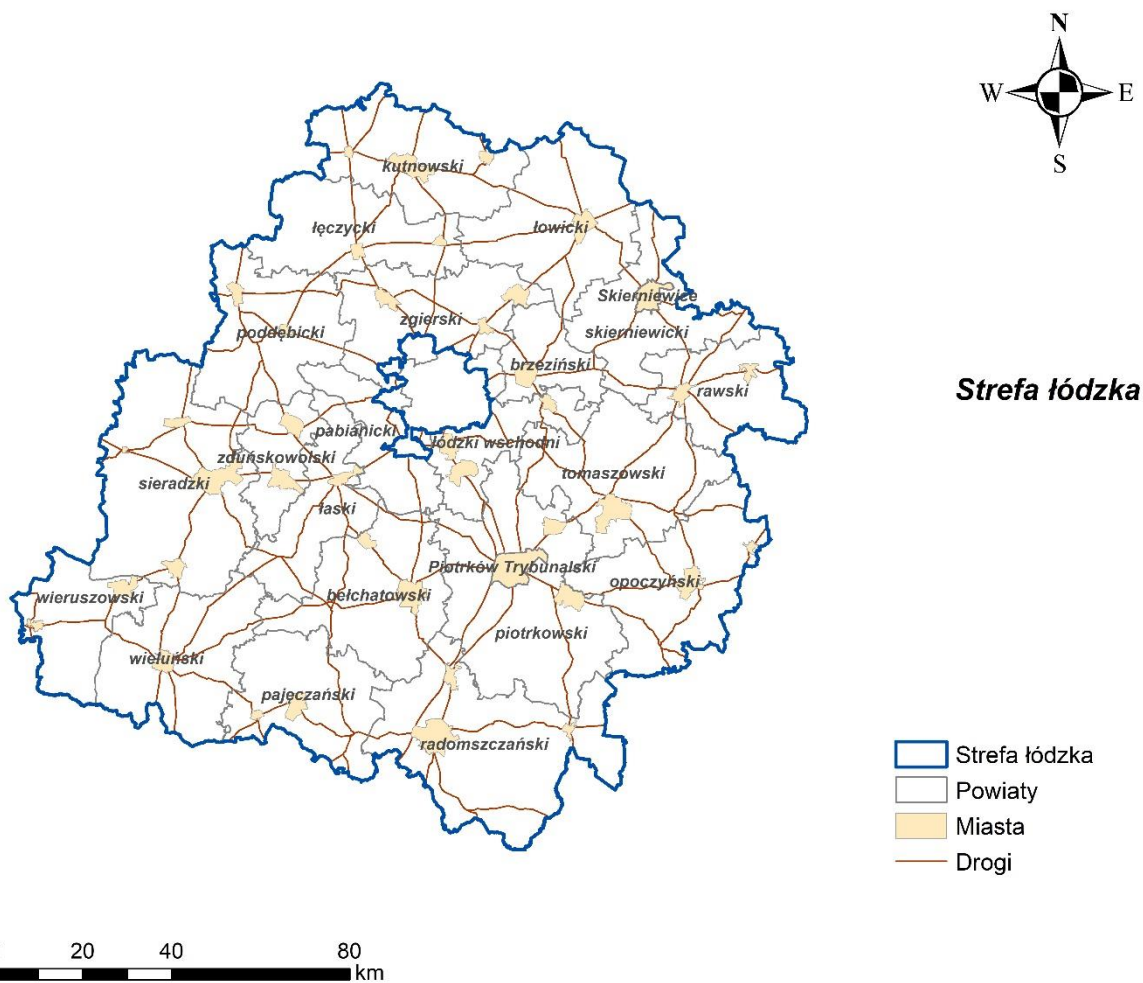 N
W E
S
kutnowski
łęczycki
łowicki
Skierniewice
zgierski
poddębicki
skierniewicki
brzeziński
rawski
Strefa łódzka
pabianicki
łódzki wschodni
zduńskowolski
tomaszowski
sieradzki
łaski
Piotrków Trybunalski
opoczyński
wieruszowski
bełchatowski
piotrkowski
wieluński
pajęczański
radomszczański
Strefa łódzka
Powiaty
Miasta
Drogi
20 40 80
km